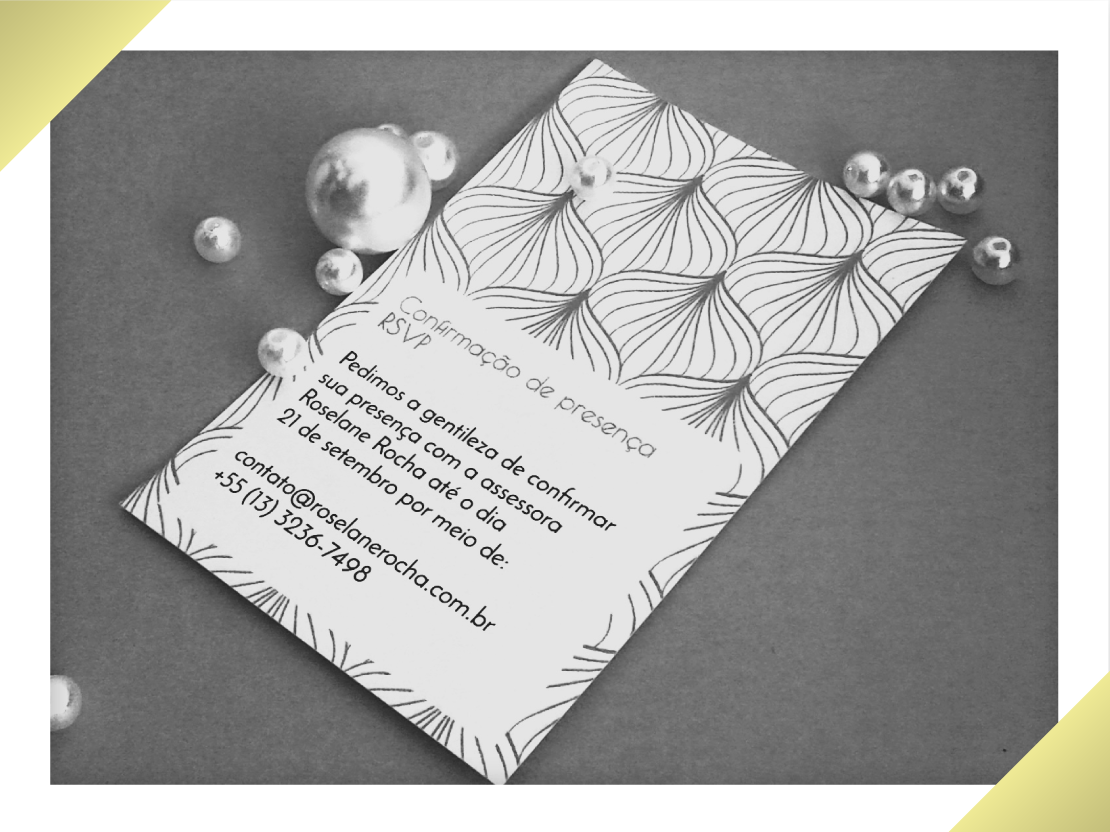 Confirmação de presença
RSVP
Pedimos a gentileza de confirmar
sua presença com a assessora
Roselane Rocha até o dia
21 de setembro por meio de:
contato@roselanerocha.com.br
+55 (13) 3236-7498